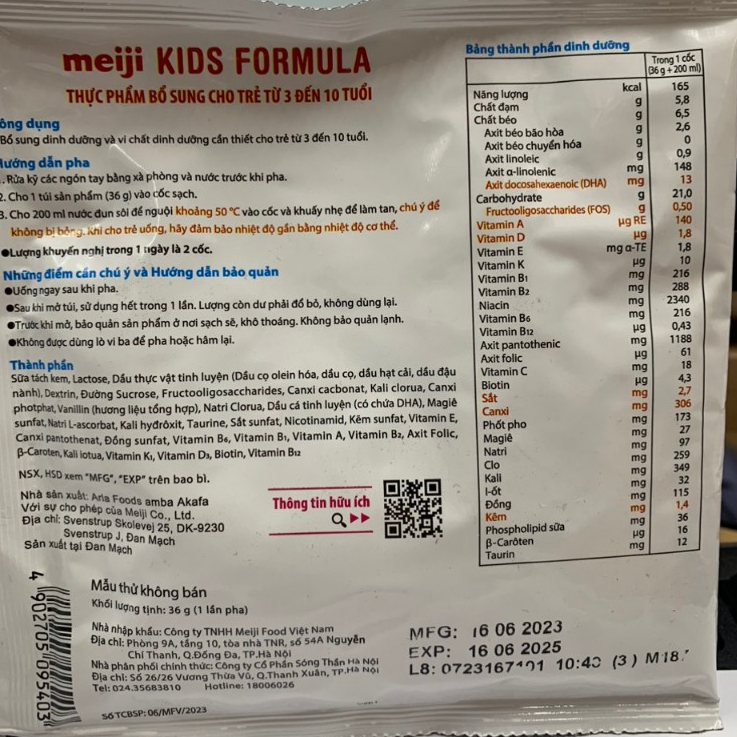 meiji KIDS FORMULA
THỰC PHẨM BỔ SUNG CHO TRẺ TỪ 3 ĐẾN 10 TUỔI
ông dụng
Bổ sung dinh dưỡng và vi chất dinh dưỡng cần thiết cho trẻ từ 3 đến 10 tuổi.
Hướng dẫn pha
. Rửa kỹ các ngón tay bằng xà phòng và nước trước khi pha.
2. Cho 1 túi sản phẩm (36 g) vào cốc sạch.
3. Cho 200 ml nước đun sôi để nguội khoảng 50 °C vào cốc và khuấy nhẹ để làm tan, chú ý để
không bị bỏng. Khi cho trẻ uống, hãy đảm bảo nhiệt độ gần bằng nhiệt độ cơ thể.
●Lượng khuyến nghị trong 1 ngày là 2 cốc.
Những điểm cần chú ý và Hướng dẫn bảo quản
●Uống ngay sau khi pha.
●Sau khi mở túi, sử dụng hết trong 1 lần. Lượng còn dư phải đổ bỏ, không dùng lại.
●Trước khi mở, bảo quản sản phẩm ở nơi sạch sẽ, khô thoáng. Không bảo quản lạnh.
●Không được dùng lò vi ba để pha hoặc hâm lại.
Thành phần
Sữa tách kem, Lactose, Dầu thực vật tinh luyện (Dầu cọ olein hóa, dầu cọ, dầu hạt cải, dầu đậu
nành), Dextrin, Đường Sucrose, Fructooligosaccharides, Canxi cacbonat, Kali clorua, Canxi
photphat, Vanillin (hương liệu tổng hợp), Natri Clorua, Dầu cá tinh luyện (có chứa DHA), Magiê
sunfat, Natri L-ascorbat, Kali hyđrôxit, Taurine, Sắt sunfat, Nicotinamid, Kẽm sunfat, Vitamin E,
Canxi pantothenat, Đồng sunfat, Vitamin B₆, Vitamin B₁, Vitamin A, Vitamin B₂, Axit Folic,
β-Caroten, Kali iotua, Vitamin K₁, Vitamin D₃, Biotin, Vitamin B₁₂
NSX, HSD xem "MFG", "EXP" trên bao bì.
Nhà sản xuất: Arla Foods amba Akafa
Với sự cho phép của Meiji Co., Ltd.
Địa chỉ: Svenstrup Skolevej 25, DK-9230
Svenstrup J, Đan Mạch
Sản xuất tại Đan Mạch
Thông tin hữu ích
4 902705 095403
Mẫu thử không bán
Khối lượng tịnh: 36 g (1 lần pha)
Nhà nhập khẩu: Công ty TNHH Meiji Food Việt Nam
Địa chỉ: Phòng 9A, tầng 10, tòa nhà TNR, số 54A Nguyễn
Chí Thanh, Q.Đống Đa, TP.Hà Nội
Nhà phân phối chính thức: Công ty Cổ Phần Sóng Thần Hà Nội
Địa chỉ: Số 26/26 Vương Thừa Vũ, Q.Thanh Xuân, TP.Hà Nội
Tel: 024.35683810 Hotline: 18006026
Số TCBSP: 06/MFV/2023
Bảng thành phần dinh dưỡng
Trong 1 cốc
(36 g + 200 ml)
Năng lượng kcal 165
Chất đạm g 5,8
Chất béo g 6,5
Axit béo bão hòa g 2,6
Axit béo chuyển hóa g 0
Axit linoleic g 0,9
Axit α-linolenic mg 148
Axit docosahexaenoic (DHA) mg 13
Carbohydrate g 21,0
Fructooligosaccharides (FOS) g 0,50
Vitamin A μg RE 140
Vitamin D μg 1,8
Vitamin E mg α-TE 1,8
Vitamin K μg 10
Vitamin B₁ mg 216
Vitamin B₂ mg 288
Niacin mg 2340
Vitamin B₆ mg 216
Vitamin B₁₂ μg 0,43
Axit pantothenic mg 1188
Axit folic μg 61
Vitamin C mg 18
Biotin μg 4,3
Sắt mg 2,7
Canxi mg 306
Phốt pho mg 173
Magiê mg 27
Natri mg 97
Clo mg 259
Kali mg 349
I-ốt mg 32
Đồng mg 115
Kẽm mg 1,4
Phospholipid sữa mg 36
β-Carôten μg 16
Taurin mg 12
MFG: 16 06 2023
EXP: 16 06 2025
(3) M18.